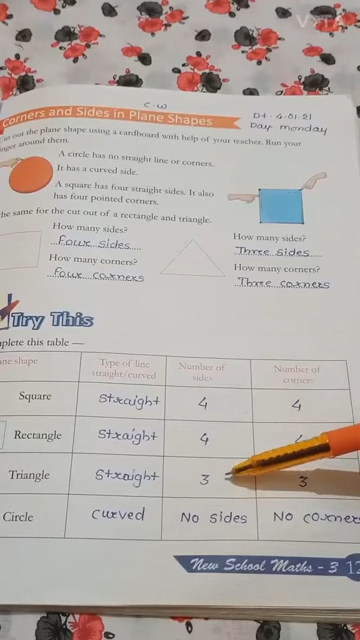 C.W
Corners and Sides in Plane Shapes
Dt - 4-01-21
Day monday
Cut out the plane shape using a cardboard with help of your teacher. Run your
finger around them.
A circle has no straight line or corners.
It has a curved side.
A square has four straight sides. It also
has four pointed corners.
the same for the cut out of a rectangle and triangle.
How many sides?
four sides
How many corners?
four corners
How many sides?
Three sides
How many corners?
Three corners
Try This
mplete this table —
ane shape
Type of line
straight/curved
Number of
sides
Number of
corners
Square straight 4 4
Rectangle straight 4
Triangle straight 3 3
Circle curved No sides No corners
New School Maths - 3